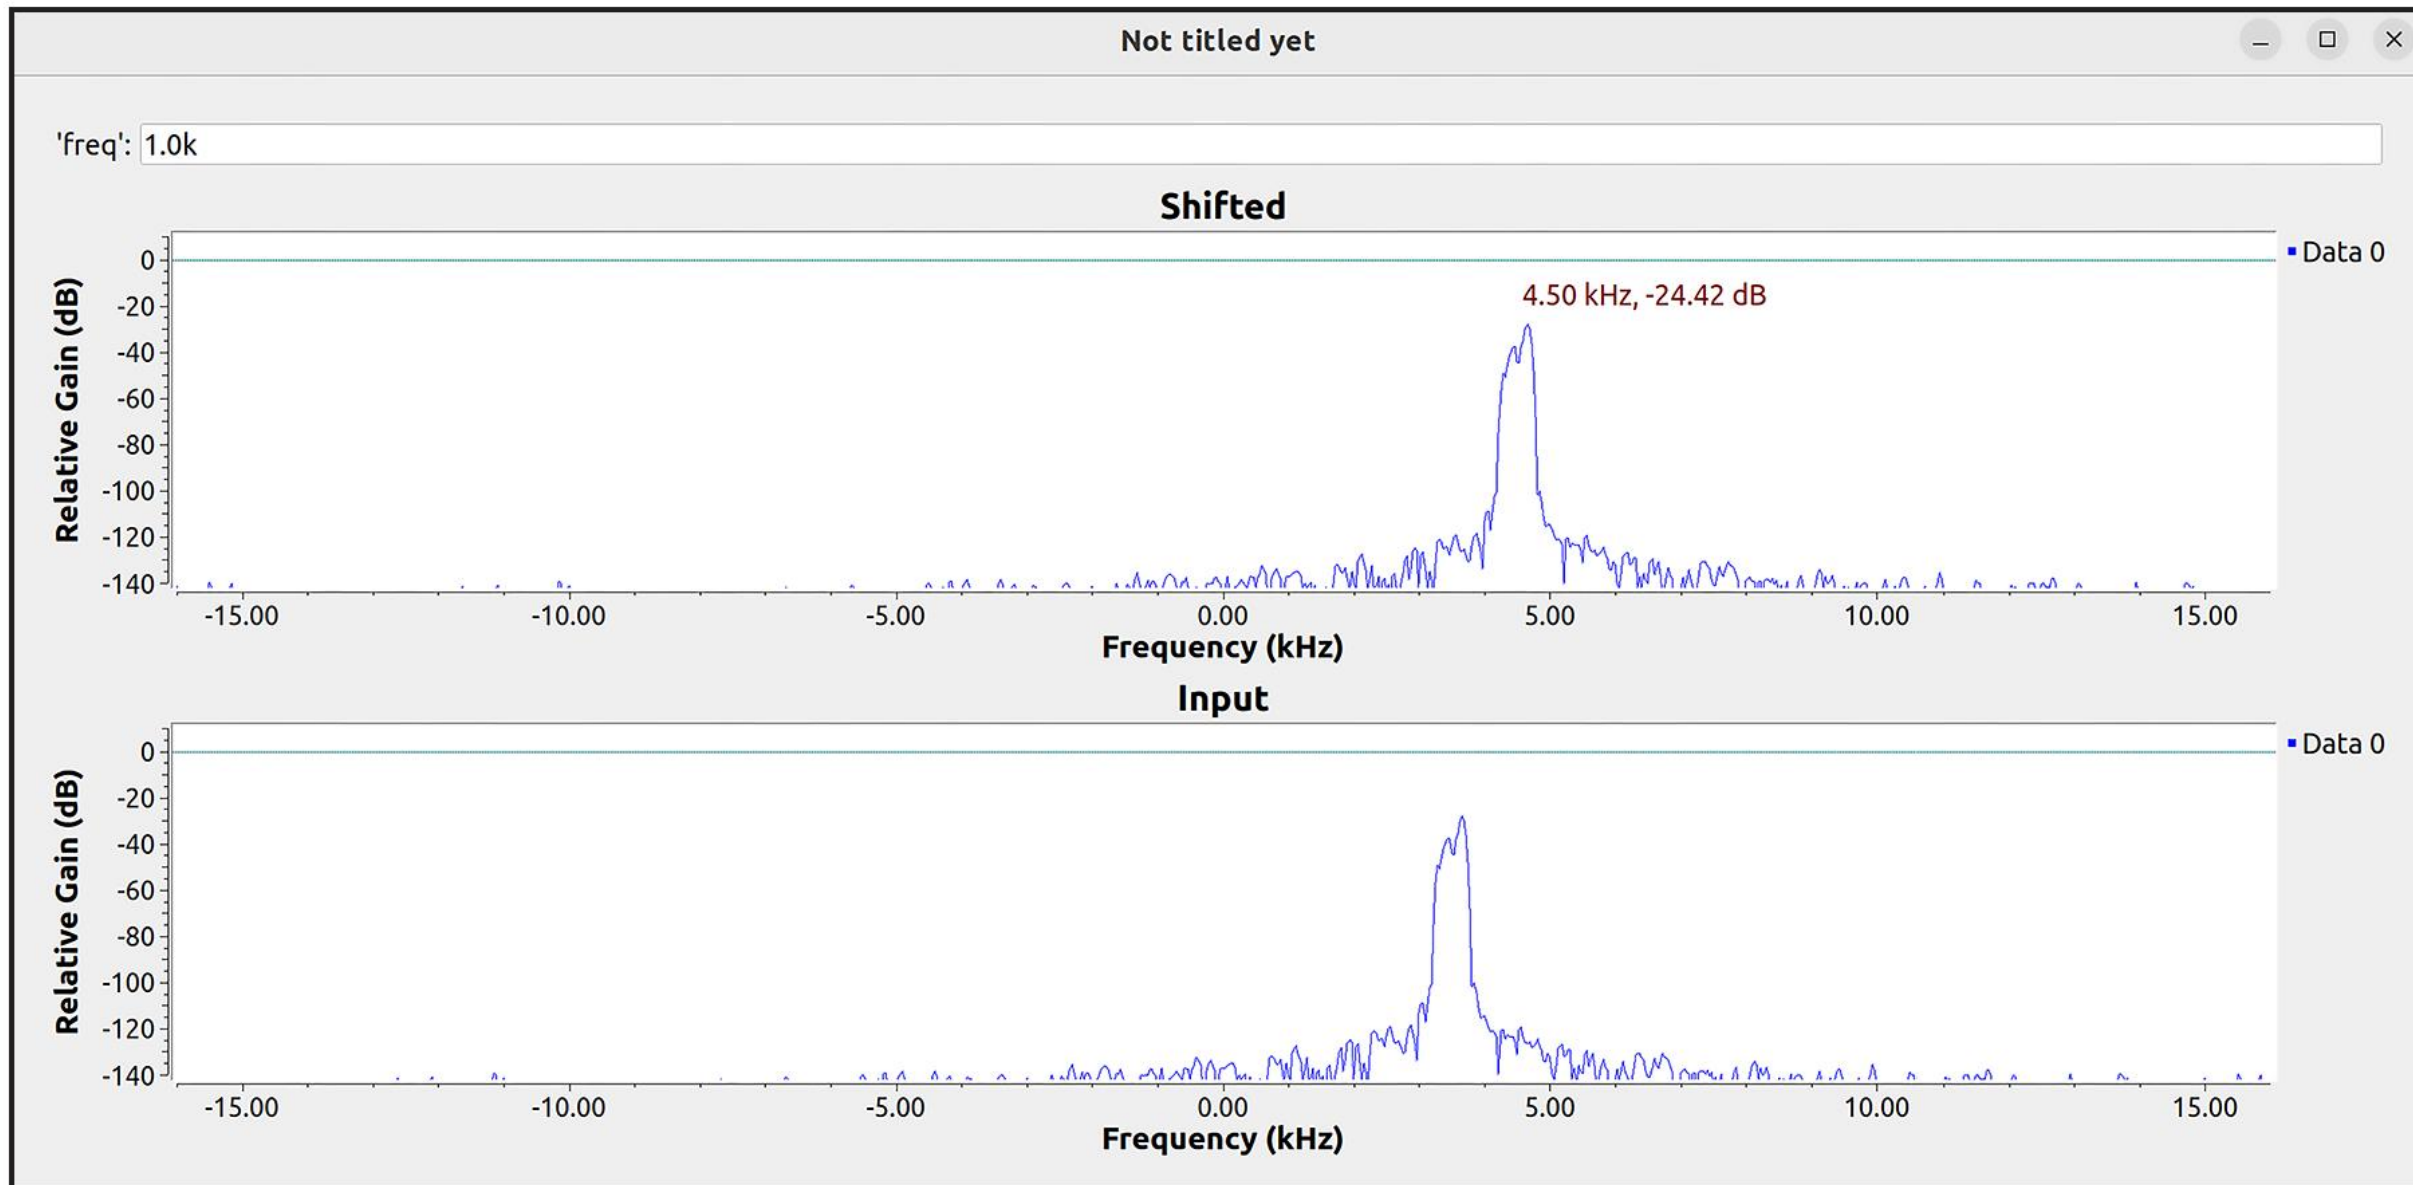 Not titled yet
'freq': 1.0k
Shifted
Data 0
4.50 kHz, -24.42 dB
Relative Gain (dB)
0
-20
-40
-60
-80
-100
-120
-140
-15.00 -10.00 -5.00 0.00 5.00 10.00 15.00
Frequency (kHz)
Input
Data 0
Relative Gain (dB)
0
-20
-40
-60
-80
-100
-120
-140
-15.00 -10.00 -5.00 0.00 5.00 10.00 15.00
Frequency (kHz)